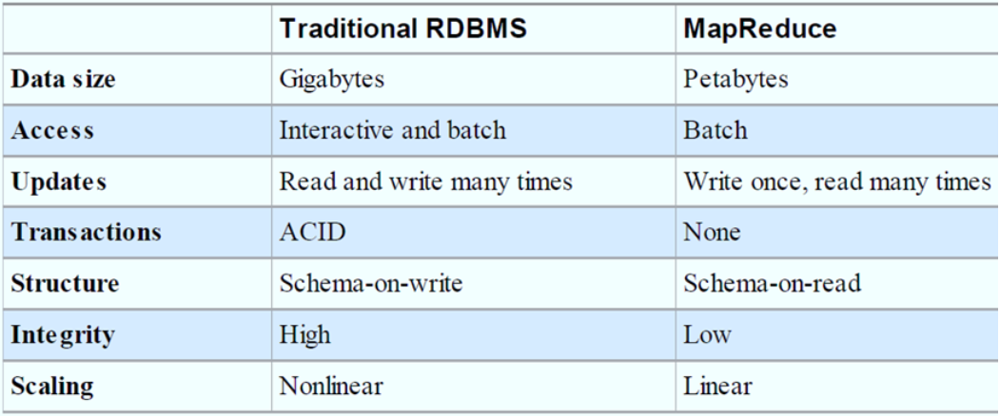 Traditional RDBMS MapReduce
Data size Gigabytes Petabytes
Access Interactive and batch Batch
Updates Read and write many times Write once, read many times
Transactions ACID None
Structure Schema-on-write Schema-on-read
Integrity High Low
Scaling Nonlinear Linear